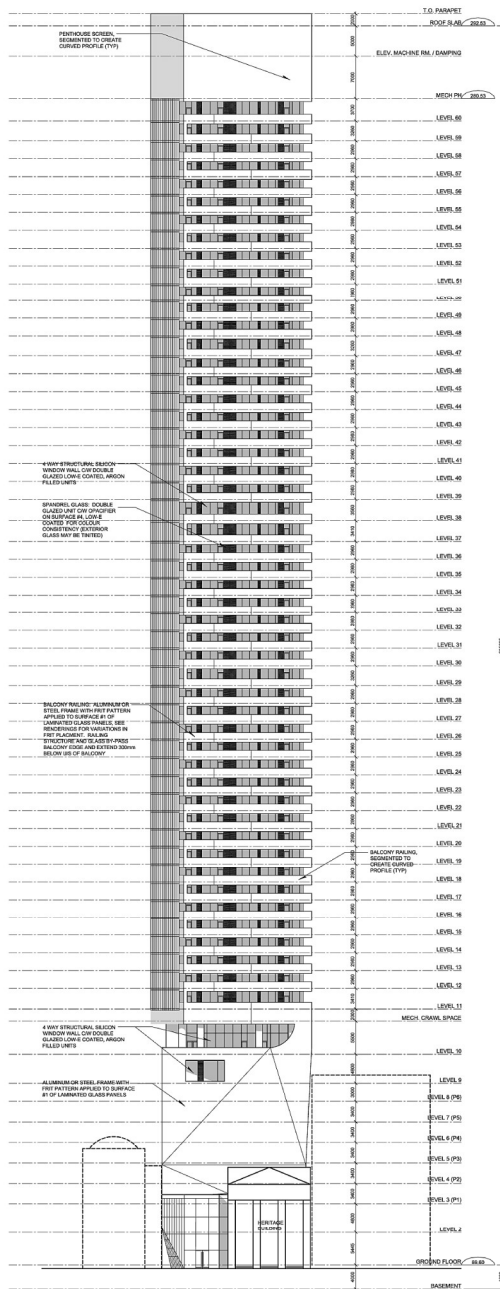 T.O. PARAPET
ROOF SLAB 292.53
PENTHOUSE SCREEN,
SEGMENTED TO CREATE
CURVED PROFILE (TYP)
ELEV. MACHINE RM. / DAMPING
MECH PH 280.53
LEVEL 60
LEVEL 59
LEVEL 58
LEVEL 57
LEVEL 56
LEVEL 55
LEVEL 54
LEVEL 53
LEVEL 52
LEVEL 51
LEVEL 50
LEVEL 49
LEVEL 48
LEVEL 47
LEVEL 46
LEVEL 45
LEVEL 44
LEVEL 43
LEVEL 42
LEVEL 41
4 WAY STRUCTURAL SILICON
WINDOW WALL C/W DOUBLE
GLAZED LOW-E COATED, ARGON
FILLED UNITS
LEVEL 40
LEVEL 39
SPANDREL GLASS: DOUBLE
GLAZED UNIT C/W OPACIFIER
ON SURFACE #4, LOW-E
COATED FOR COLOUR
CONSISTENCY (EXTERIOR
GLASS MAY BE TINTED)
LEVEL 38
LEVEL 37
LEVEL 36
LEVEL 35
LEVEL 34
LEVEL 33
LEVEL 32
LEVEL 31
LEVEL 30
LEVEL 29
LEVEL 28
BALCONY RAILING: ALUMINUM OR
STEEL FRAME WITH FRIT PATTERN
APPLIED TO SURFACE #1 OF
LAMINATED GLASS PANELS, SEE
RENDERINGS FOR VARIATIONS IN
FRIT PLACMENT. RAILING
STRUCTURE AND GLASS BY-PASS
BALCONY EDGE AND EXTEND 300mm
BELOW U/S OF BALCONY
LEVEL 27
LEVEL 26
LEVEL 25
LEVEL 24
LEVEL 23
LEVEL 22
LEVEL 21
LEVEL 20
BALCONY RAILING,
SEGMENTED TO
CREATE CURVED
PROFILE (TYP)
LEVEL 19
LEVEL 18
LEVEL 17
LEVEL 16
LEVEL 15
LEVEL 14
LEVEL 13
LEVEL 12
LEVEL 11
MECH. CRAWL SPACE
4 WAY STRUCTURAL SILICON
WINDOW WALL C/W DOUBLE
GLAZED LOW-E COATED, ARGON
FILLED UNITS
LEVEL 10
ALUMINUM OR STEEL FRAME WITH
FRIT PATTERN APPLIED TO SURFACE
#1 OF LAMINATED GLASS PANELS
LEVEL 9
LEVEL 8 (P6)
LEVEL 7 (P5)
LEVEL 6 (P4)
LEVEL 5 (P3)
LEVEL 4 (P2)
LEVEL 3 (P1)
HERITAGE
BUILDING
LEVEL 2
GROUND FLOOR
BASEMENT